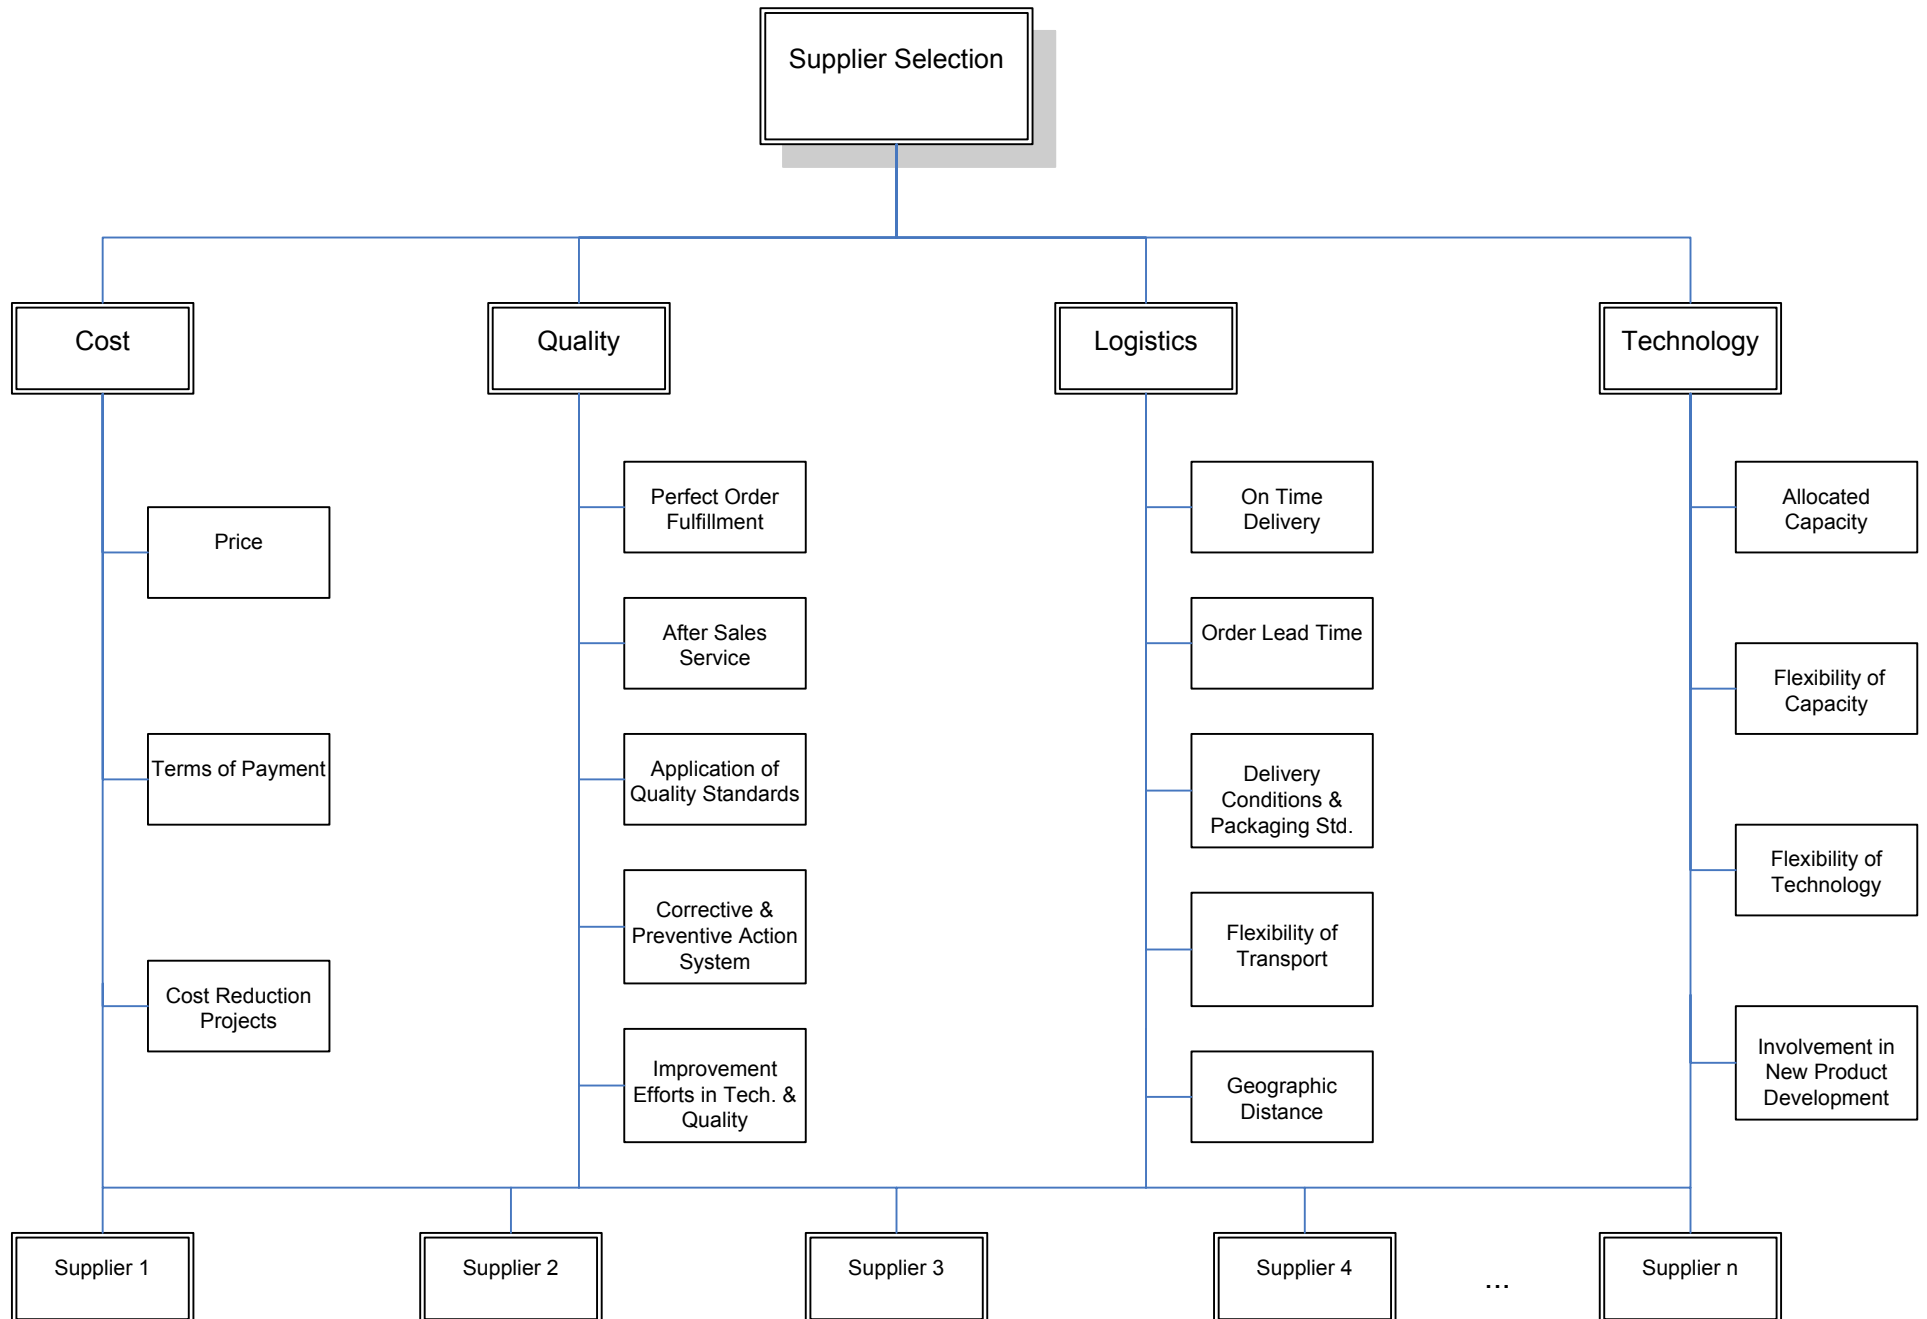 Supplier Selection
Cost
Quality
Logistics
Technology
Price
Terms of Payment
Cost Reduction
Projects
Perfect Order
Fulfillment
After Sales
Service
Application of
Quality Standards
Corrective &
Preventive Action
System
Improvement
Efforts in Tech. &
Quality
On Time
Delivery
Order Lead Time
Delivery
Conditions &
Packaging Std.
Flexibility of
Transport
Geographic
Distance
Allocated
Capacity
Flexibility of
Capacity
Flexibility of
Technology
Involvement in
New Product
Development
Supplier 1
Supplier 2
Supplier 3
Supplier 4
...
Supplier n